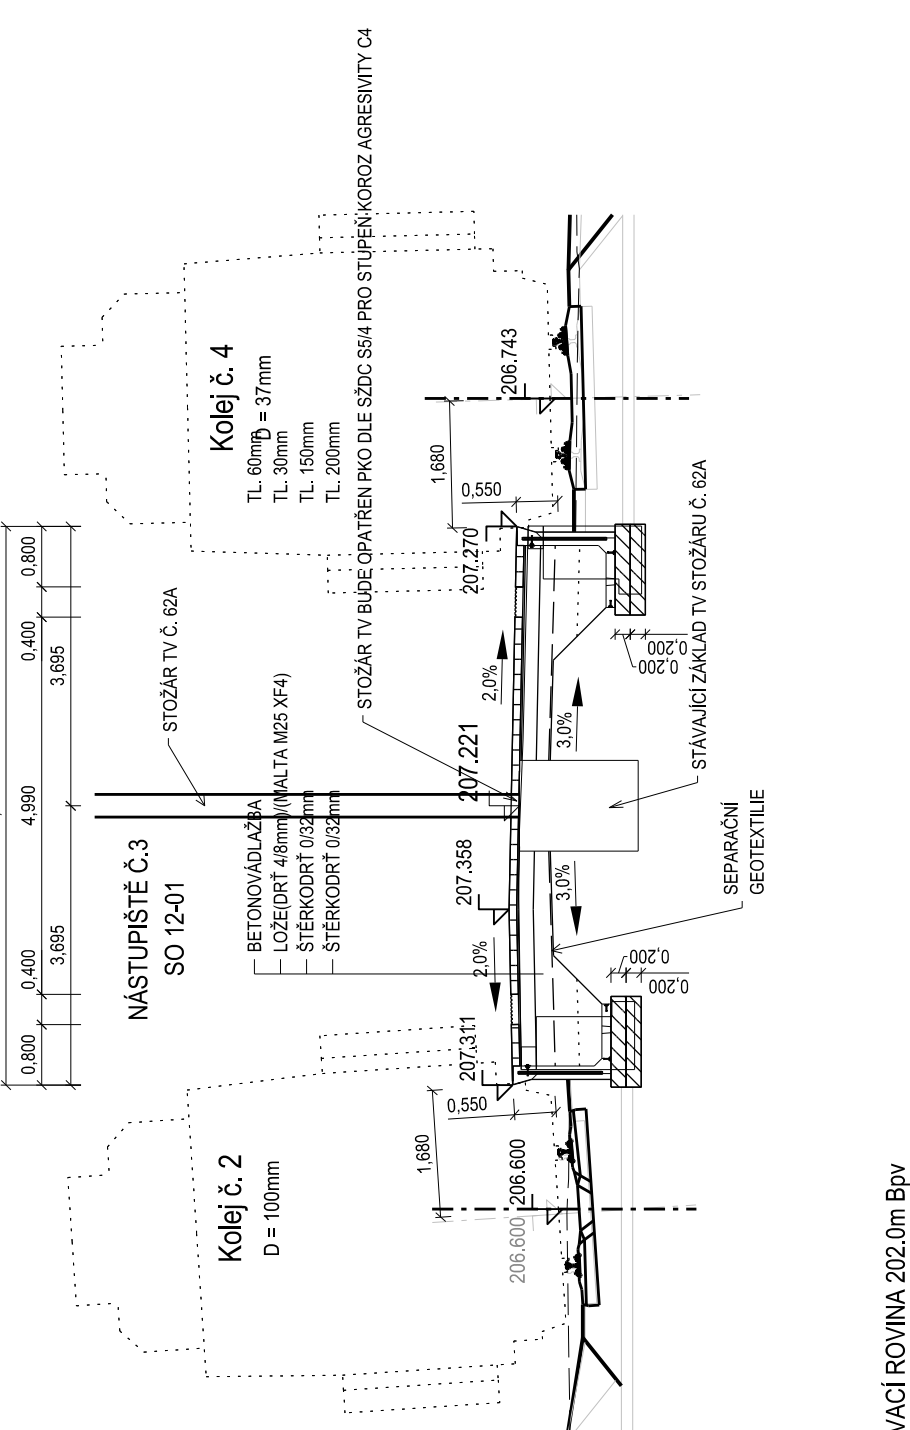 0,800
0,400
4,990
0,400
0,800
3,695
3,695
NÁSTUPIŠTĚ Č.3
SO 12-01
STOŽÁR TV Č. 62A
Kolej č. 2
D = 100mm
Kolej č. 4
D = 37mm
BETONOVÁDLAŽBA TL. 60mm
LOŽE(DRŤ 4/8mm)/(MALTA M25 XF4) TL. 30mm
ŠTĚRKODRŤ 0/32mm TL. 150mm
ŠTĚRKODRŤ 0/32mm TL. 200mm
STOŽÁR TV BUDE OPATŘEN PKO DLE SŽDC S5/4 PRO STUPEŇ KOROZ AGRESIVITY C4
1,680
0,550
207.311
2,0%
207.358
207.221
2,0%
207.270
0,550
1,680
206.743
206.600
206.600
3,0%
3,0%
0,200
0,200
0,200
0,200
SEPARAČNÍ
GEOTEXTILIE
STÁVAJÍCÍ ZÁKLAD TV STOŽÁRU Č. 62A
ROVINA 202.0m Bpv